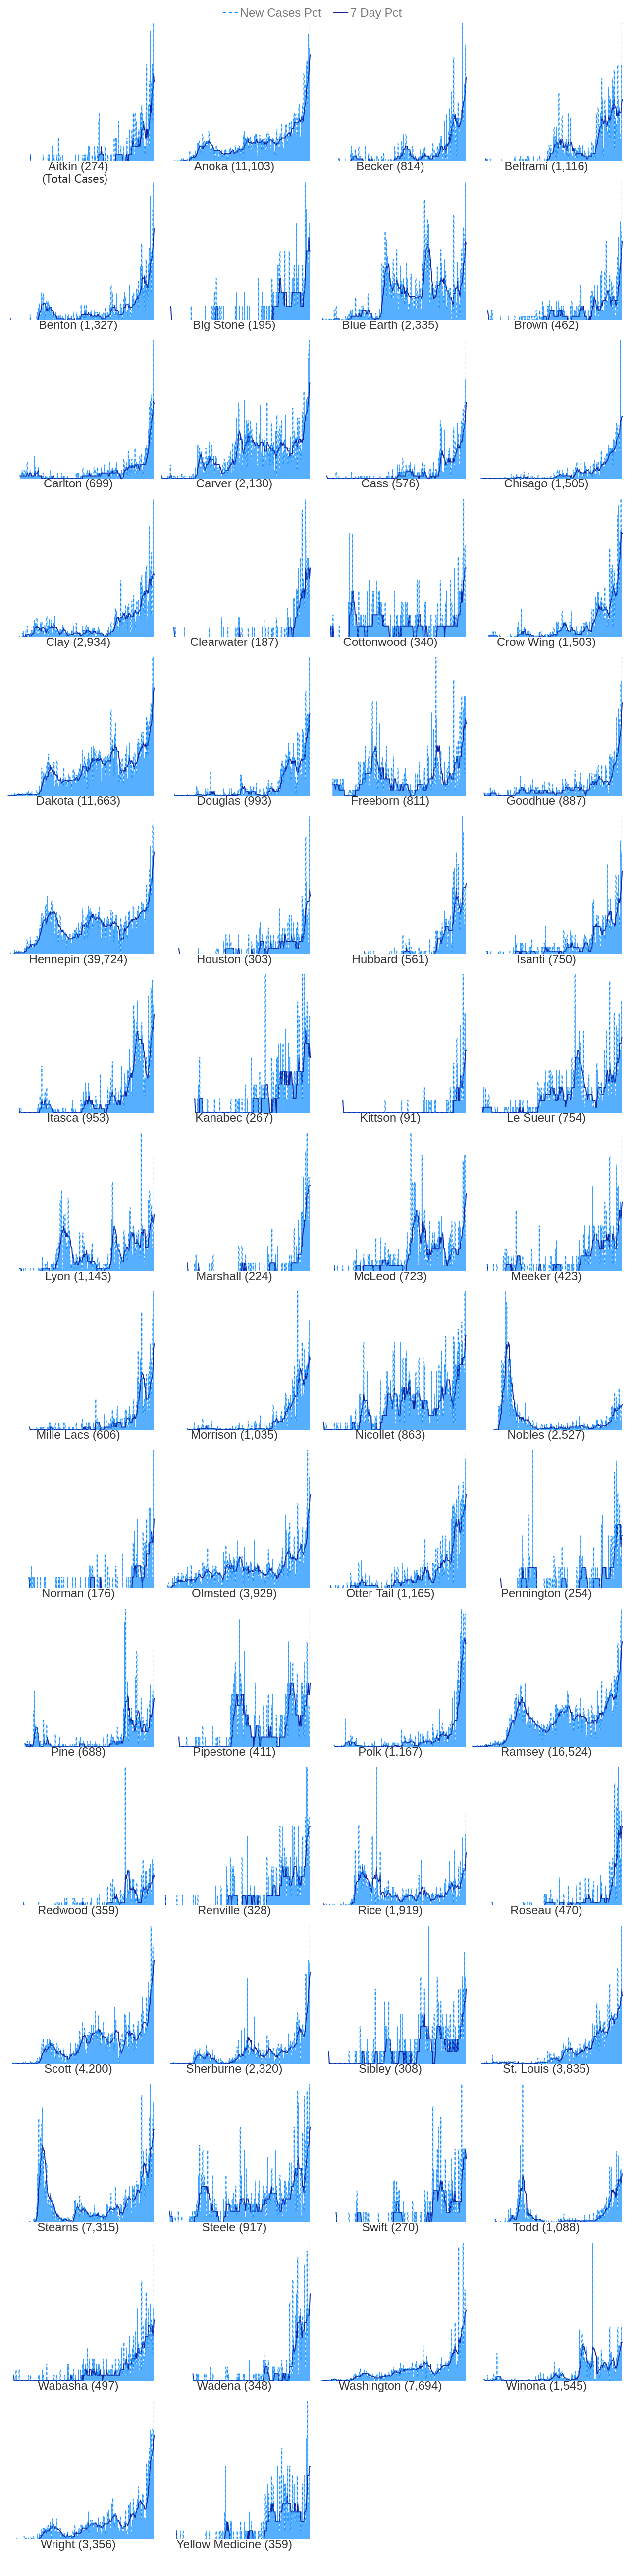 New Cases Pct 7 Day Pct
Aitkin (274) Anoka (11,103) Becker (814) Beltrami (1,116)
(Total Cases)
Benton (1,327) Big Stone (195) Blue Earth (2,335) Brown (462)
Carlton (699) Carver (2,130) Cass (576) Chisago (1,505)
Clay (2,934) Clearwater (187) Cottonwood (340) Crow Wing (1,503)
Dakota (11,663) Douglas (993) Freeborn (811) Goodhue (887)
Hennepin (39,724) Houston (303) Hubbard (561) Isanti (750)
Itasca (953) Kanabec (267) Kittson (91) Le Sueur (754)
Lyon (1,143) Marshall (224) McLeod (723) Meeker (423)
Mille Lacs (606) Morrison (1,035) Nicollet (863) Nobles (2,527)
Norman (176) Olmsted (3,929) Otter Tail (1,165) Pennington (254)
Pine (688) Pipestone (411) Polk (1,167) Ramsey (16,524)
Redwood (359) Renville (328) Rice (1,919) Roseau (470)
Scott (4,200) Sherburne (2,320) Sibley (308) St. Louis (3,835)
Stearns (7,315) Steele (917) Swift (270) Todd (1,088)
Wabasha (497) Wadena (348) Washington (7,694) Winona (1,545)
Wright (3,356) Yellow Medicine (359)